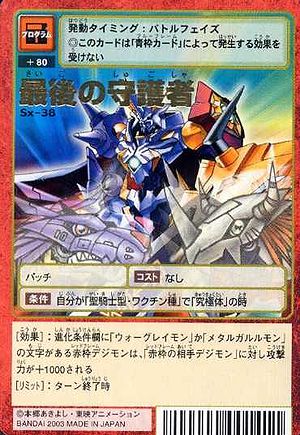 プログラム
+80
発動タイミング：バトルフェイズ
◎このカードは「青枠カード」によって発生する効果を
受けない
最後の守護者
Sx-38
パッチ
コスト なし
条件 自分が「聖騎士型・ワクチン種」で「究極体」の時
[効果]：進化条件欄に「ウォーグレイモン」か「メタルガルルモン」
の文字がある赤枠デジモンは、「赤枠の相手デジモン」に対し攻撃
力が+1000される
[リミット]：ターン終了時
©本郷あきよし・東映アニメーション
BANDAI 2003 MADE IN JAPAN